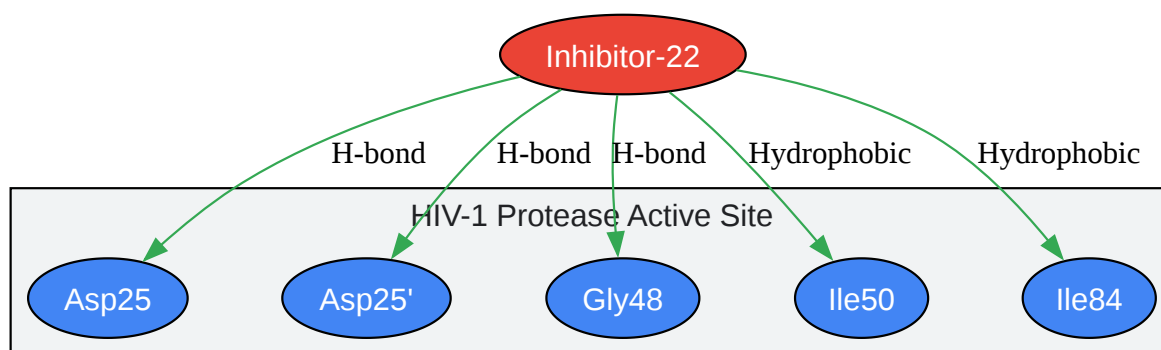 Inhibitor-22
H-bond H-bond H-bond Hydrophobic Hydrophobic
HIV-1 Protease Active Site
Asp25 Asp25' Gly48 Ile50 Ile84